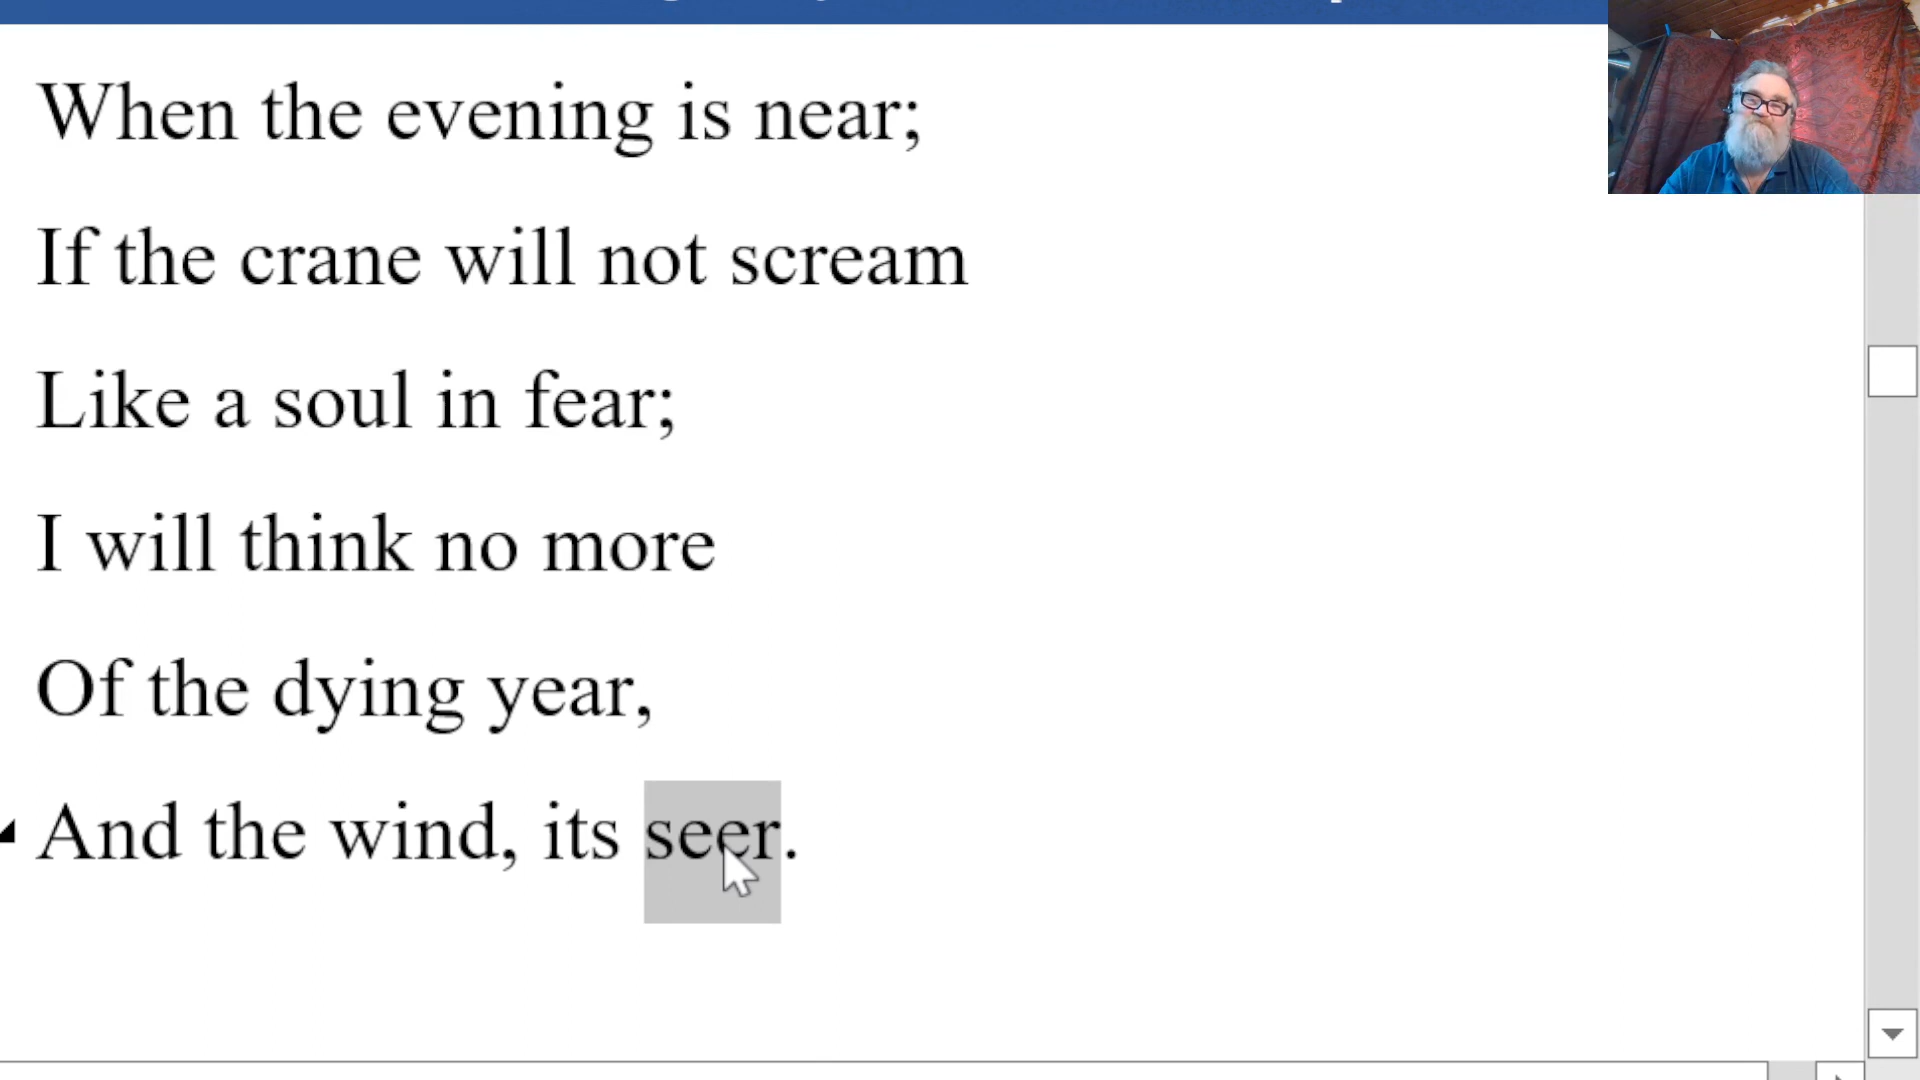 When the evening is near;
If the crane will not scream
Like a soul in fear;
I will think no more
Of the dying year,
And the wind, its seer.